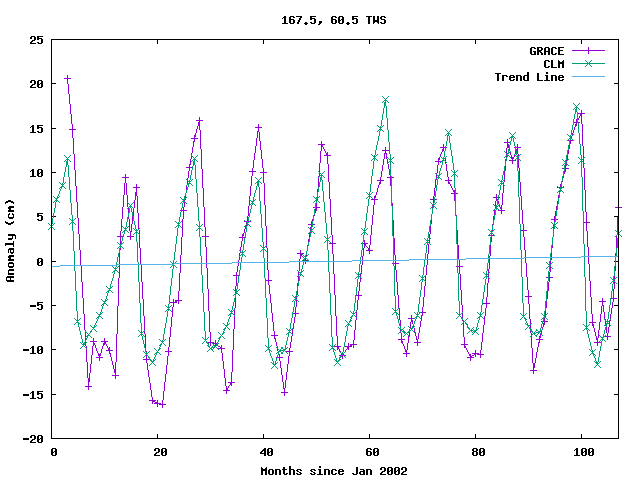 167.5, 60.5 TWS
GRACE
CLM
Trend Line
Anomaly (cm)
25
20
15
10
5
0
-5
-10
-15
-20
0 20 40 60 80 100
Months since Jan 2002